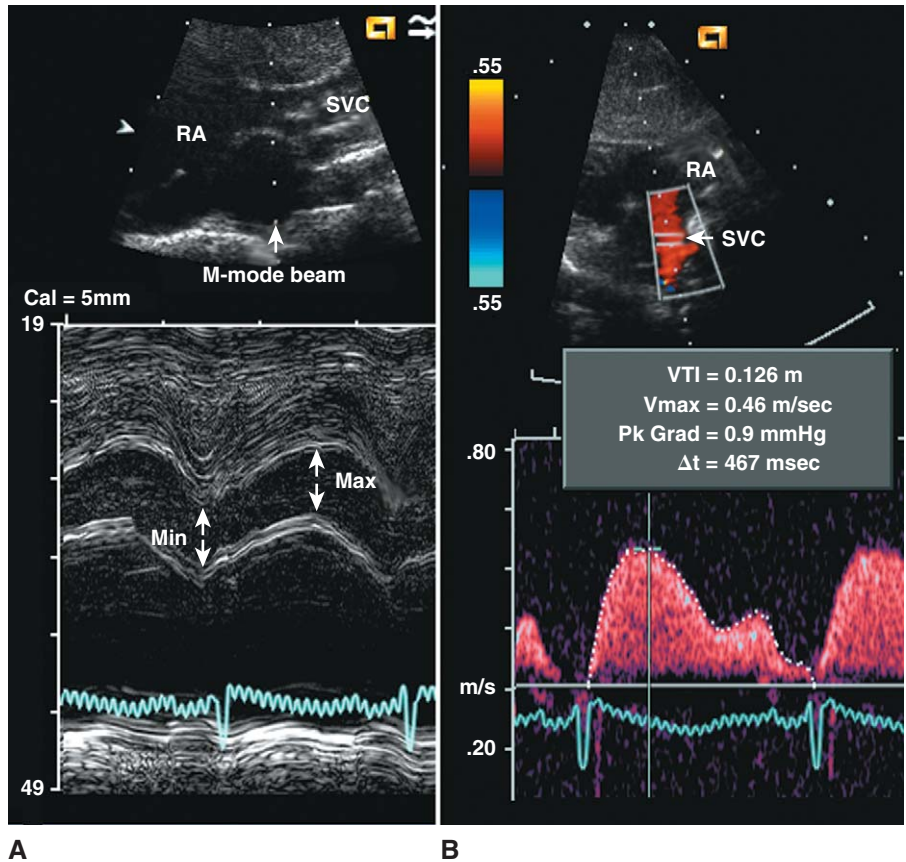 RA
SVC
M-mode beam
Cal = 5mm
19
Max
Min
49
A
.55
.55
RA
SVC
VTI = 0.126 m
Vmax = 0.46 m/sec
Pk Grad = 0.9 mmHg
Δt = 467 msec
.80
m/s
.20
B